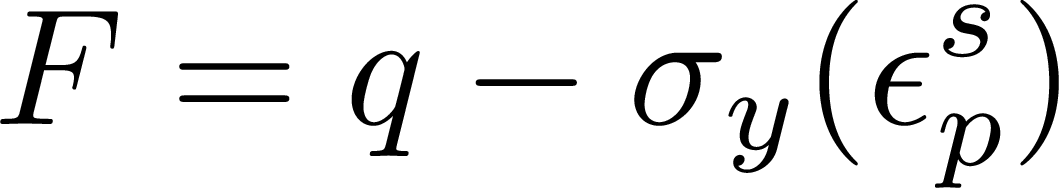 F = q − σ_y(ϵ_p^s)